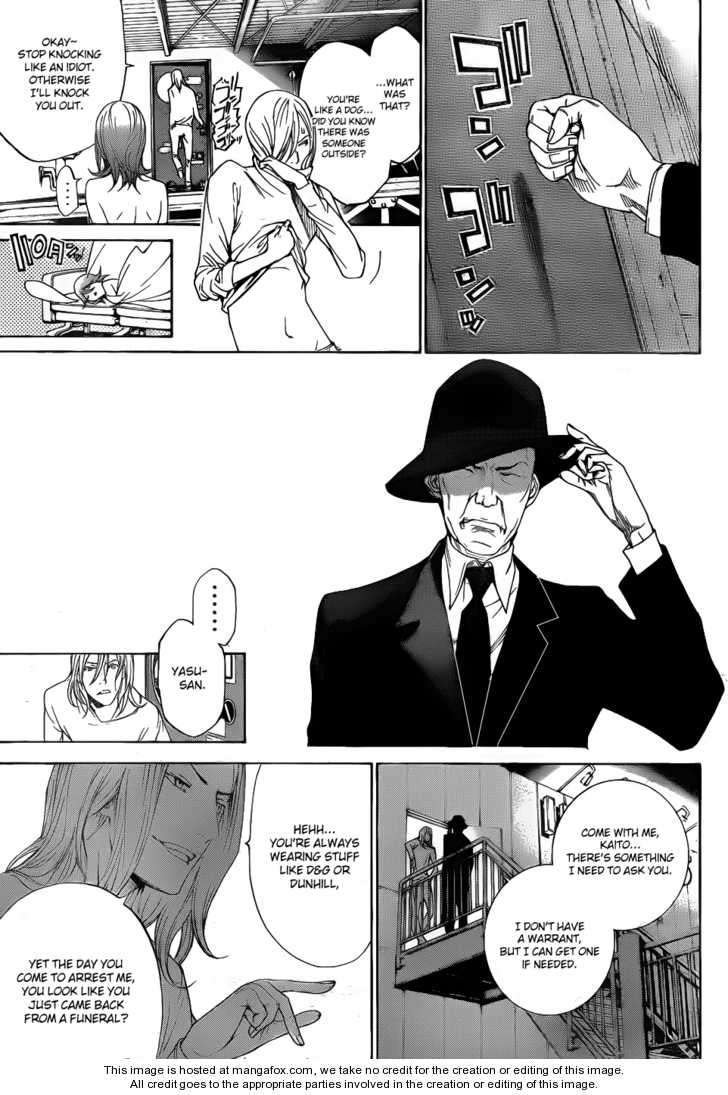 ...WHAT
WAS
THAT?
YOU'RE
LIKE A DOG...
DID YOU KNOW
THERE WAS
SOMEONE
OUTSIDE?
OKAY~
STOP KNOCKING
LIKE AN IDIOT.
OTHERWISE
I'LL KNOCK
YOU OUT.
....
......
YASU-
SAN.
COME WITH ME,
KAITO...
THERE'S SOMETHING
I NEED TO ASK YOU.
I DON'T HAVE
A WARRANT,
BUT I CAN GET ONE
IF NEEDED.
HEHH...
YOU'RE ALWAYS
WEARING STUFF
LIKE D&G OR
DUNHILL,
YET THE DAY YOU
COME TO ARREST ME,
YOU LOOK LIKE YOU
JUST CAME BACK
FROM A FUNERAL?
This image is hosted at mangafox.com, we take no credit for the creation or editing of this image.
All credit goes to the appropriate parties involved in the creation or editing of this image.